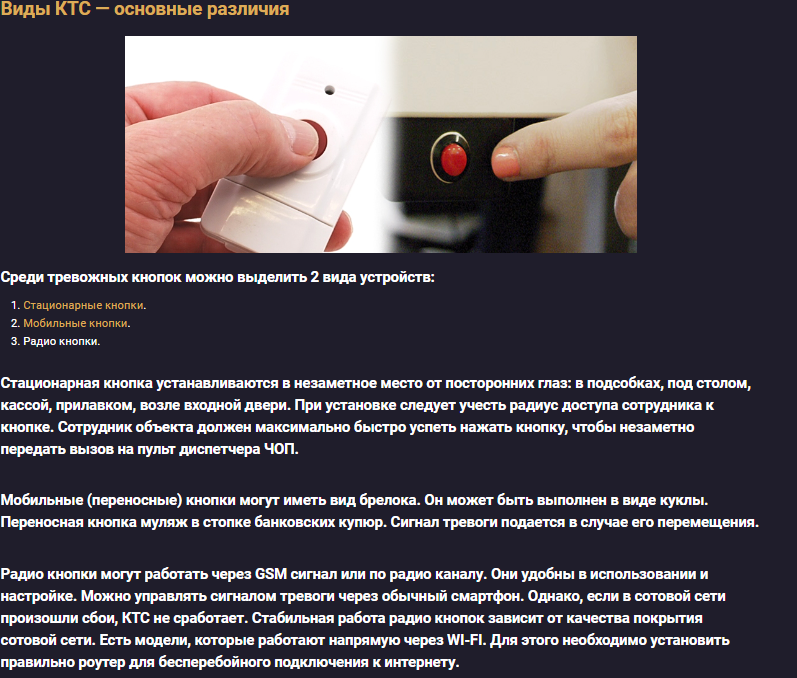 Виды КТС — основные различия
Среди тревожных кнопок можно выделить 2 вида устройств:
1. Стационарные кнопки.
2. Мобильные кнопки.
3. Радио кнопки.
Стационарная кнопка устанавливаются в незаметное место от посторонних глаз: в подсобках, под столом,
кассой, прилавком, возле входной двери. При установке следует учесть радиус доступа сотрудника к
кнопке. Сотрудник объекта должен максимально быстро успеть нажать кнопку, чтобы незаметно
передать вызов на пульт диспетчера ЧОП.
Мобильные (переносные) кнопки могут иметь вид брелока. Он может быть выполнен в виде куклы.
Переносная кнопка муляж в стопке банковских купюр. Сигнал тревоги подается в случае его перемещения.
Радио кнопки могут работать через GSM сигнал или по радио каналу. Они удобны в использовании и
настройке. Можно управлять сигналом тревоги через обычный смартфон. Однако, если в сотовой сети
произошли сбои, КТС не сработает. Стабильная работа радио кнопок зависит от качества покрытия
сотовой сети. Есть модели, которые работают напрямую через WI-FI. Для этого необходимо установить
правильно роутер для бесперебойного подключения к интернету.